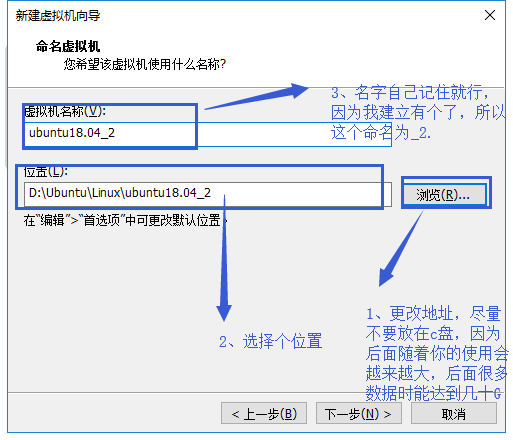 新建虚拟机向导
命名虚拟机
您希望该虚拟机使用什么名称?
虚拟机名称(V):
ubuntu18.04_2
3、名字自己记住就行，
因为我建立有个了，所以
这个命名为_2.
位置(L):
D:\Ubuntu\Linux\ubuntu18.04_2
浏览(R)...
在"编辑">"首选项"中可更改默认位置。
2、选择个位置
1、更改地址，尽量
不要放在c盘，因为
后面随着你的使用会
越来越大，后面很多
数据时能达到几十G
< 上一步(B)
下一步(N) >
取消